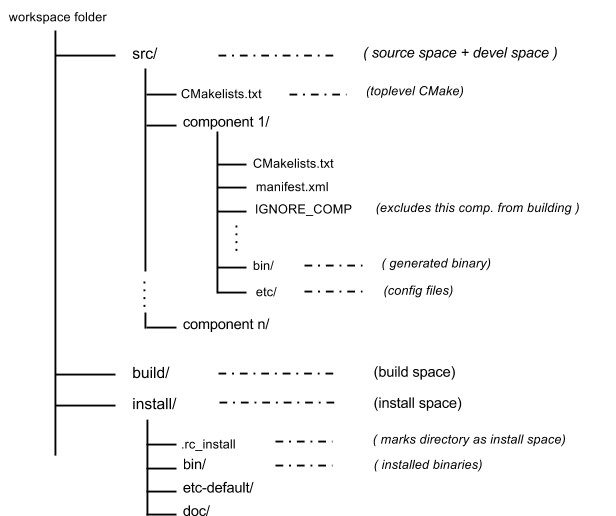 workspace folder
src/ ( source space + devel space )
CMakelists.txt (toplevel CMake)
component 1/
CMakelists.txt
manifest.xml
IGNORE_COMP (excludes this comp. from building )
bin/ ( generated binary)
etc/ (config files)
component n/
build/ (build space)
install/ (install space)
.rc_install ( marks directory as install space)
bin/ ( installed binaries)
etc-default/
doc/